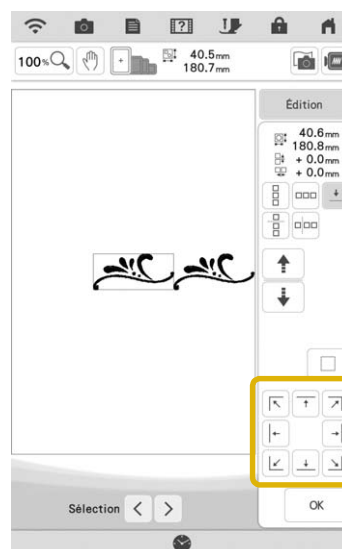 100%
40.5mm
180.7mm
Édition
40.6mm
180.8mm
+ 0.0mm
+ 0.0mm
Sélection
OK